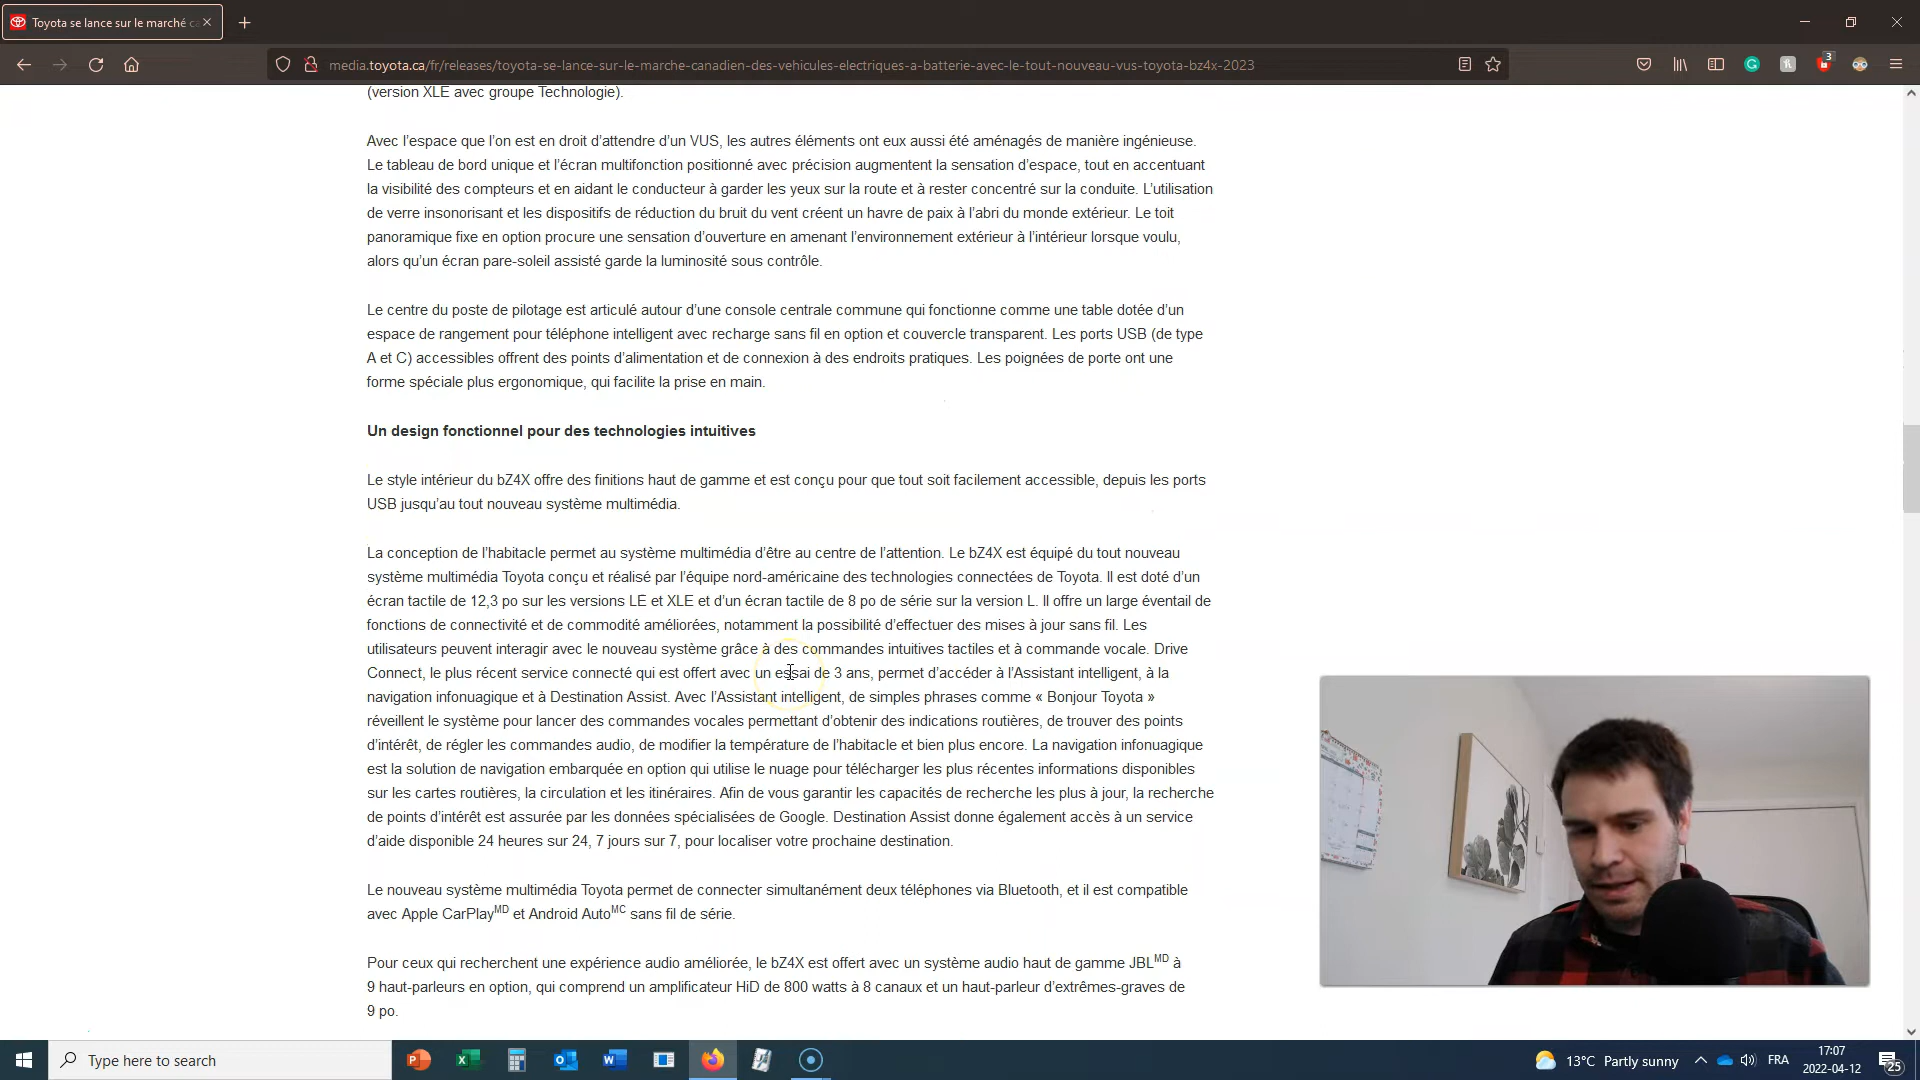 Toyota se lance sur le marché c
media.toyota.ca/fr/releases/toyota-se-lance-sur-le-marche-canadien-des-vehicules-electriques-a-batterie-avec-le-tout-nouveau-vus-toyota-bz4x-2023
3
(version XLE avec groupe Technologie).
Avec l’espace que l’on est en droit d’attendre d’un VUS, les autres éléments ont eux aussi été aménagés de manière ingénieuse.
Le tableau de bord unique et l’écran multifonction positionné avec précision augmentent la sensation d’espace, tout en accentuant
la visibilité des compteurs et en aidant le conducteur à garder les yeux sur la route et à rester concentré sur la conduite. L’utilisation
de verre insonorisant et les dispositifs de réduction du bruit du vent créent un havre de paix à l’abri du monde extérieur. Le toit
panoramique fixe en option procure une sensation d’ouverture en amenant l’environnement extérieur à l’intérieur lorsque voulu,
alors qu’un écran pare-soleil assisté garde la luminosité sous contrôle.
Le centre du poste de pilotage est articulé autour d’une console centrale commune qui fonctionne comme une table dotée d’un
espace de rangement pour téléphone intelligent avec recharge sans fil en option et couvercle transparent. Les ports USB (de type
A et C) accessibles offrent des points d’alimentation et de connexion à des endroits pratiques. Les poignées de porte ont une
forme spéciale plus ergonomique, qui facilite la prise en main.
Un design fonctionnel pour des technologies intuitives
Le style intérieur du bZ4X offre des finitions haut de gamme et est conçu pour que tout soit facilement accessible, depuis les ports
USB jusqu’au tout nouveau système multimédia.
La conception de l’habitacle permet au système multimédia d’être au centre de l’attention. Le bZ4X est équipé du tout nouveau
système multimédia Toyota conçu et réalisé par l’équipe nord-américaine des technologies connectées de Toyota. Il est doté d’un
écran tactile de 12,3 po sur les versions LE et XLE et d’un écran tactile de 8 po de série sur la version L. Il offre un large éventail de
fonctions de connectivité et de commodité améliorées, notamment la possibilité d’effectuer des mises à jour sans fil. Les
utilisateurs peuvent interagir avec le nouveau système grâce à des commandes intuitives tactiles et à commande vocale. Drive
Connect, le plus récent service connecté qui est offert avec un essai de 3 ans, permet d’accéder à l’Assistant intelligent, à la
navigation infonuagique et à Destination Assist. Avec l’Assistant intelligent, de simples phrases comme « Bonjour Toyota »
réveillent le système pour lancer des commandes vocales permettant d’obtenir des indications routières, de trouver des points
d’intérêt, de régler les commandes audio, de modifier la température de l’habitacle et bien plus encore. La navigation infonuagique
est la solution de navigation embarquée en option qui utilise le nuage pour télécharger les plus récentes informations disponibles
sur les cartes routières, la circulation et les itinéraires. Afin de vous garantir les capacités de recherche les plus à jour, la recherche
de points d’intérêt est assurée par les données spécialisées de Google. Destination Assist donne également accès à un service
d’aide disponible 24 heures sur 24, 7 jours sur 7, pour localiser votre prochaine destination.
Le nouveau système multimédia Toyota permet de connecter simultanément deux téléphones via Bluetooth, et il est compatible
avec Apple CarPlayMD et Android AutoMC sans fil de série.
Pour ceux qui recherchent une expérience audio améliorée, le bZ4X est offert avec un système audio haut de gamme JBLMD à
9 haut-parleurs en option, qui comprend un amplificateur HiD de 800 watts à 8 canaux et un haut-parleur d’extrêmes-graves de
9 po.
Type here to search
13°C Partly sunny
FRA
17:07
2022-04-12
25